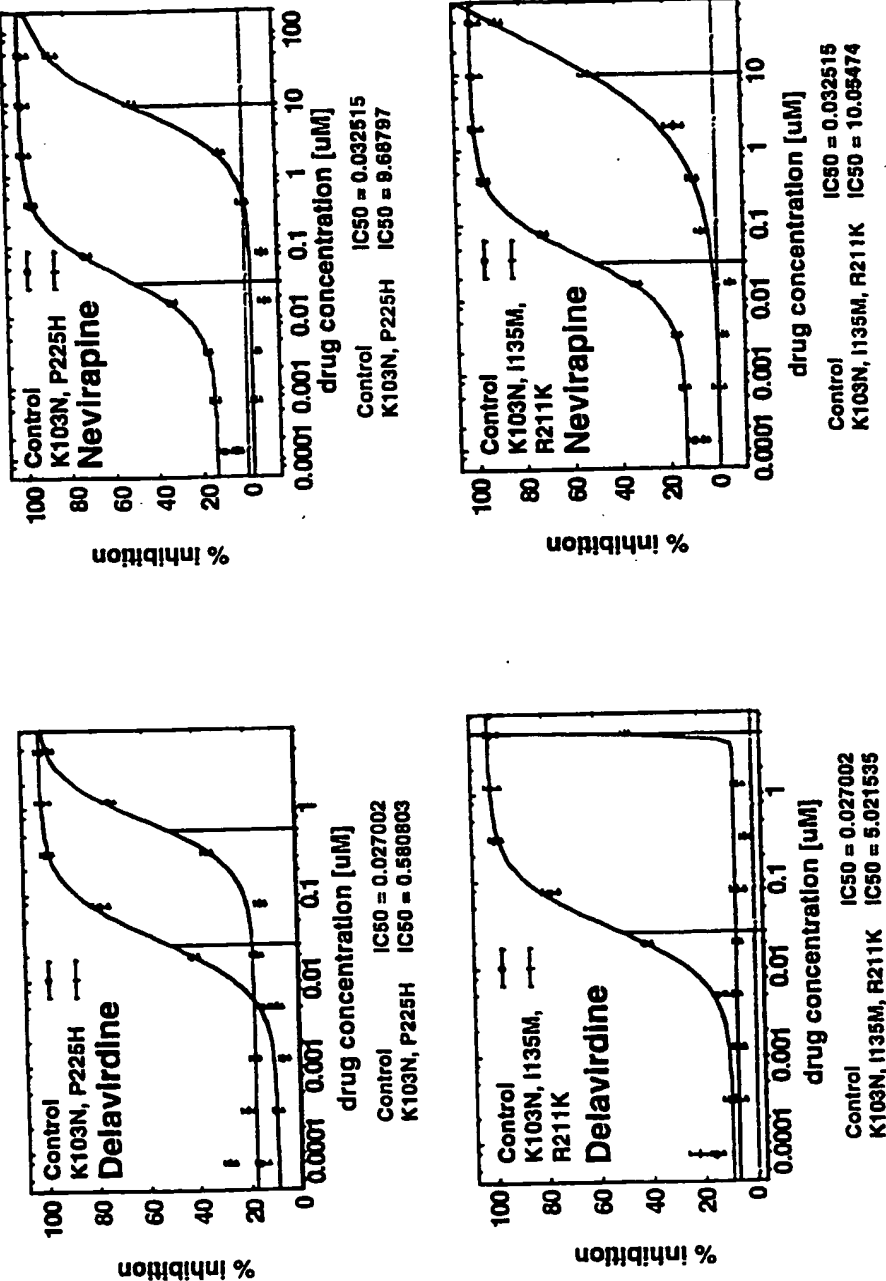 % inhibition
100
80
60
40
20
Control
K103N, P225H
Delavirdine
0.0001 0.001 0.01 0.1 1
drug concentration [uM]
Control IC50 = 0.027002
K103N, P225H IC50 = 0.580803
% inhibition
100
80
60
40
20
0
Control
K103N, P225H
Nevirapine
0.0001 0.001 0.01 0.1 1 10 100
drug concentration [uM]
Control IC50 = 0.032515
K103N, P225H IC50 = 9.68797
% inhibition
100
80
60
40
20
0
Control
K103N, I135M,
R211K
Delavirdine
0.0001 0.001 0.01 0.1 1
drug concentration [uM]
Control IC50 = 0.027002
K103N, I135M, R211K IC50 = 5.021535
% inhibition
100
80
60
40
20
0
Control
K103N, I135M,
R211K
Nevirapine
0.0001 0.001 0.01 0.1 1 10
drug concentration [uM]
Control IC50 = 0.032515
K103N, I135M, R211K IC50 = 10.05474